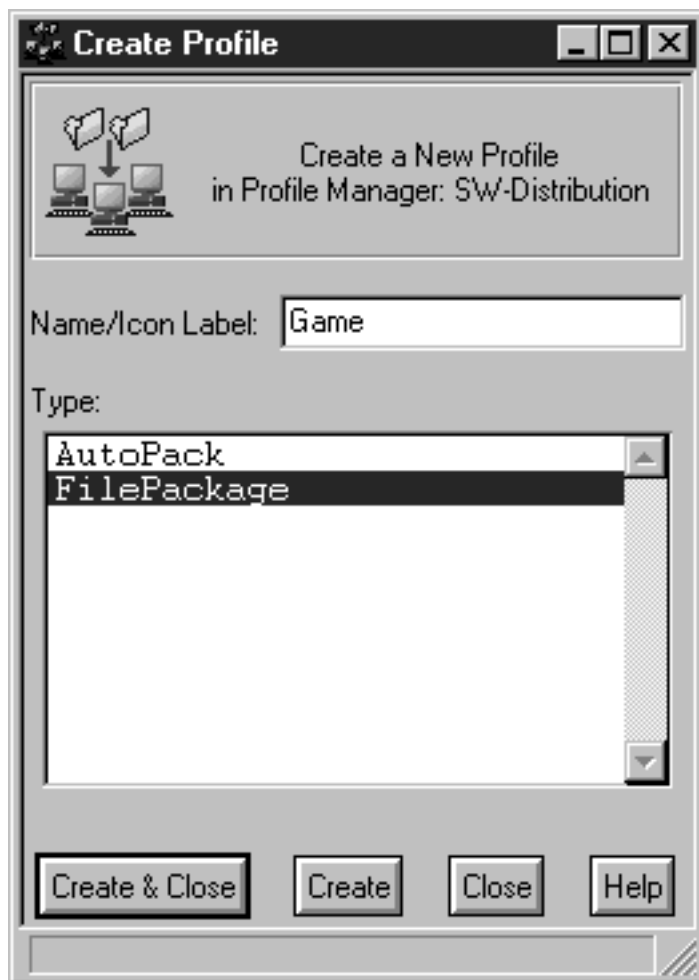 Create Profile
Create a New Profile
in Profile Manager: SW-Distribution
Name/Icon Label: Game
Type:
AutoPack
FilePackage
Create & Close Create Close Help